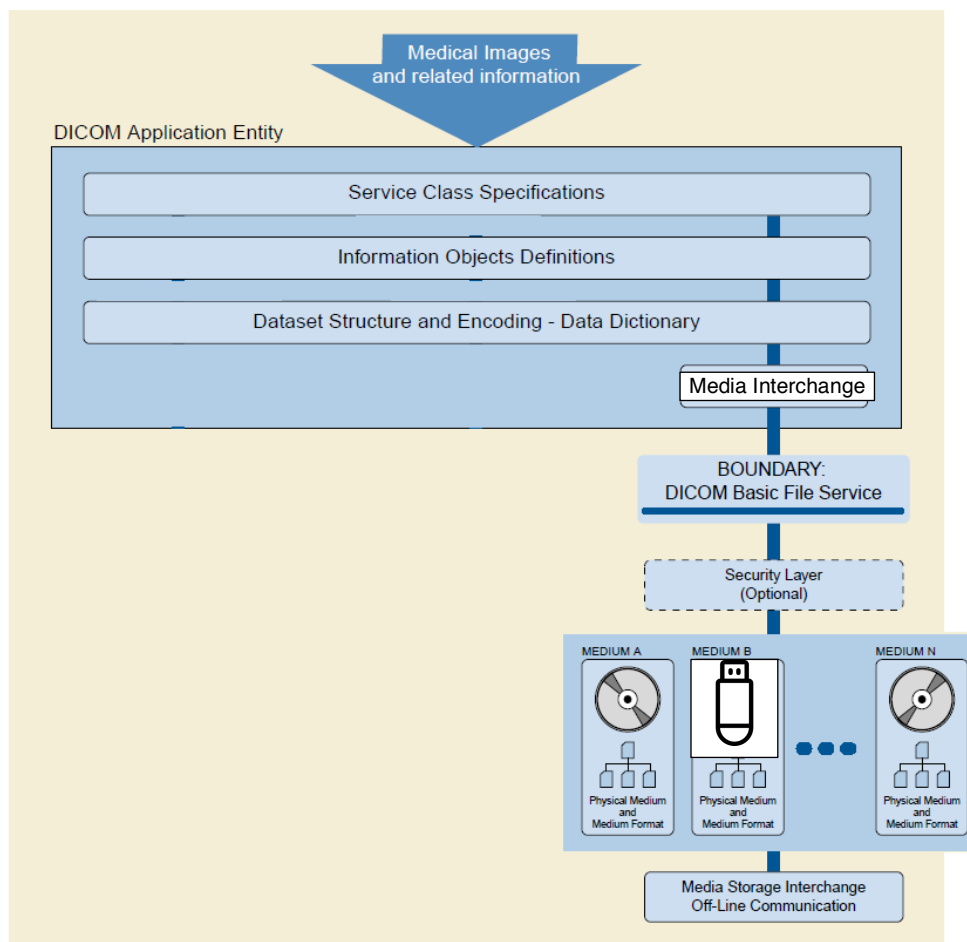 Medical Images
and related information
DICOM Application Entity
Service Class Specifications
Information Objects Definitions
Dataset Structure and Encoding - Data Dictionary
Media Interchange
BOUNDARY:
DICOM Basic File Service
Security Layer
(Optional)
MEDIUM A
Physical Medium
and
Medium Format
MEDIUM B
Physical Medium
and
Medium Format
MEDIUM N
Physical Medium
and
Medium Format
Media Storage Interchange
Off-Line Communication